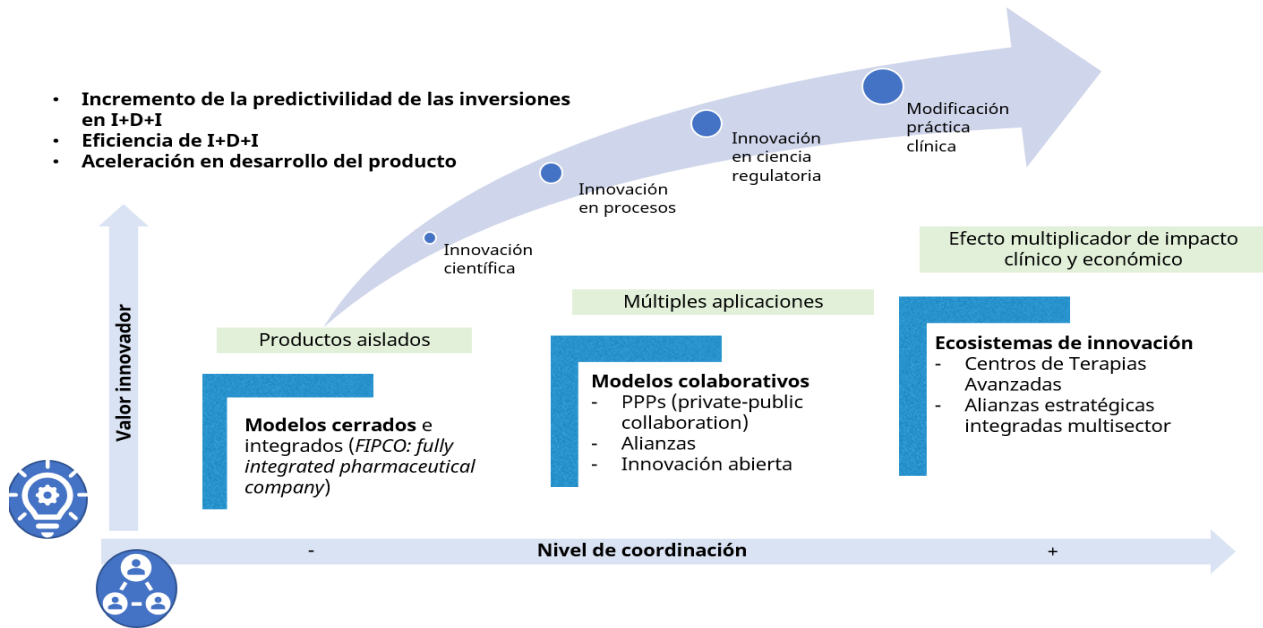 • Incremento de la predictivilidad de las inversiones
en I+D+I
• Eficiencia de I+D+I
• Aceleración en desarrollo del producto
Modificación
práctica
clínica
Innovación
en ciencia
regulatoria
Innovación
en procesos
Innovación
científica
Efecto multiplicador de impacto
clínico y económico
Múltiples aplicaciones
Productos aislados
Valor innovador
Modelos cerrados e
integrados (FIPCO: fully
integrated pharmaceutical
company)
Modelos colaborativos
- PPPs (private-public
collaboration)
- Alianzas
- Innovación abierta
Ecosistemas de innovación
- Centros de Terapias
Avanzadas
- Alianzas estratégicas
integradas multisector
- Nivel de coordinación +